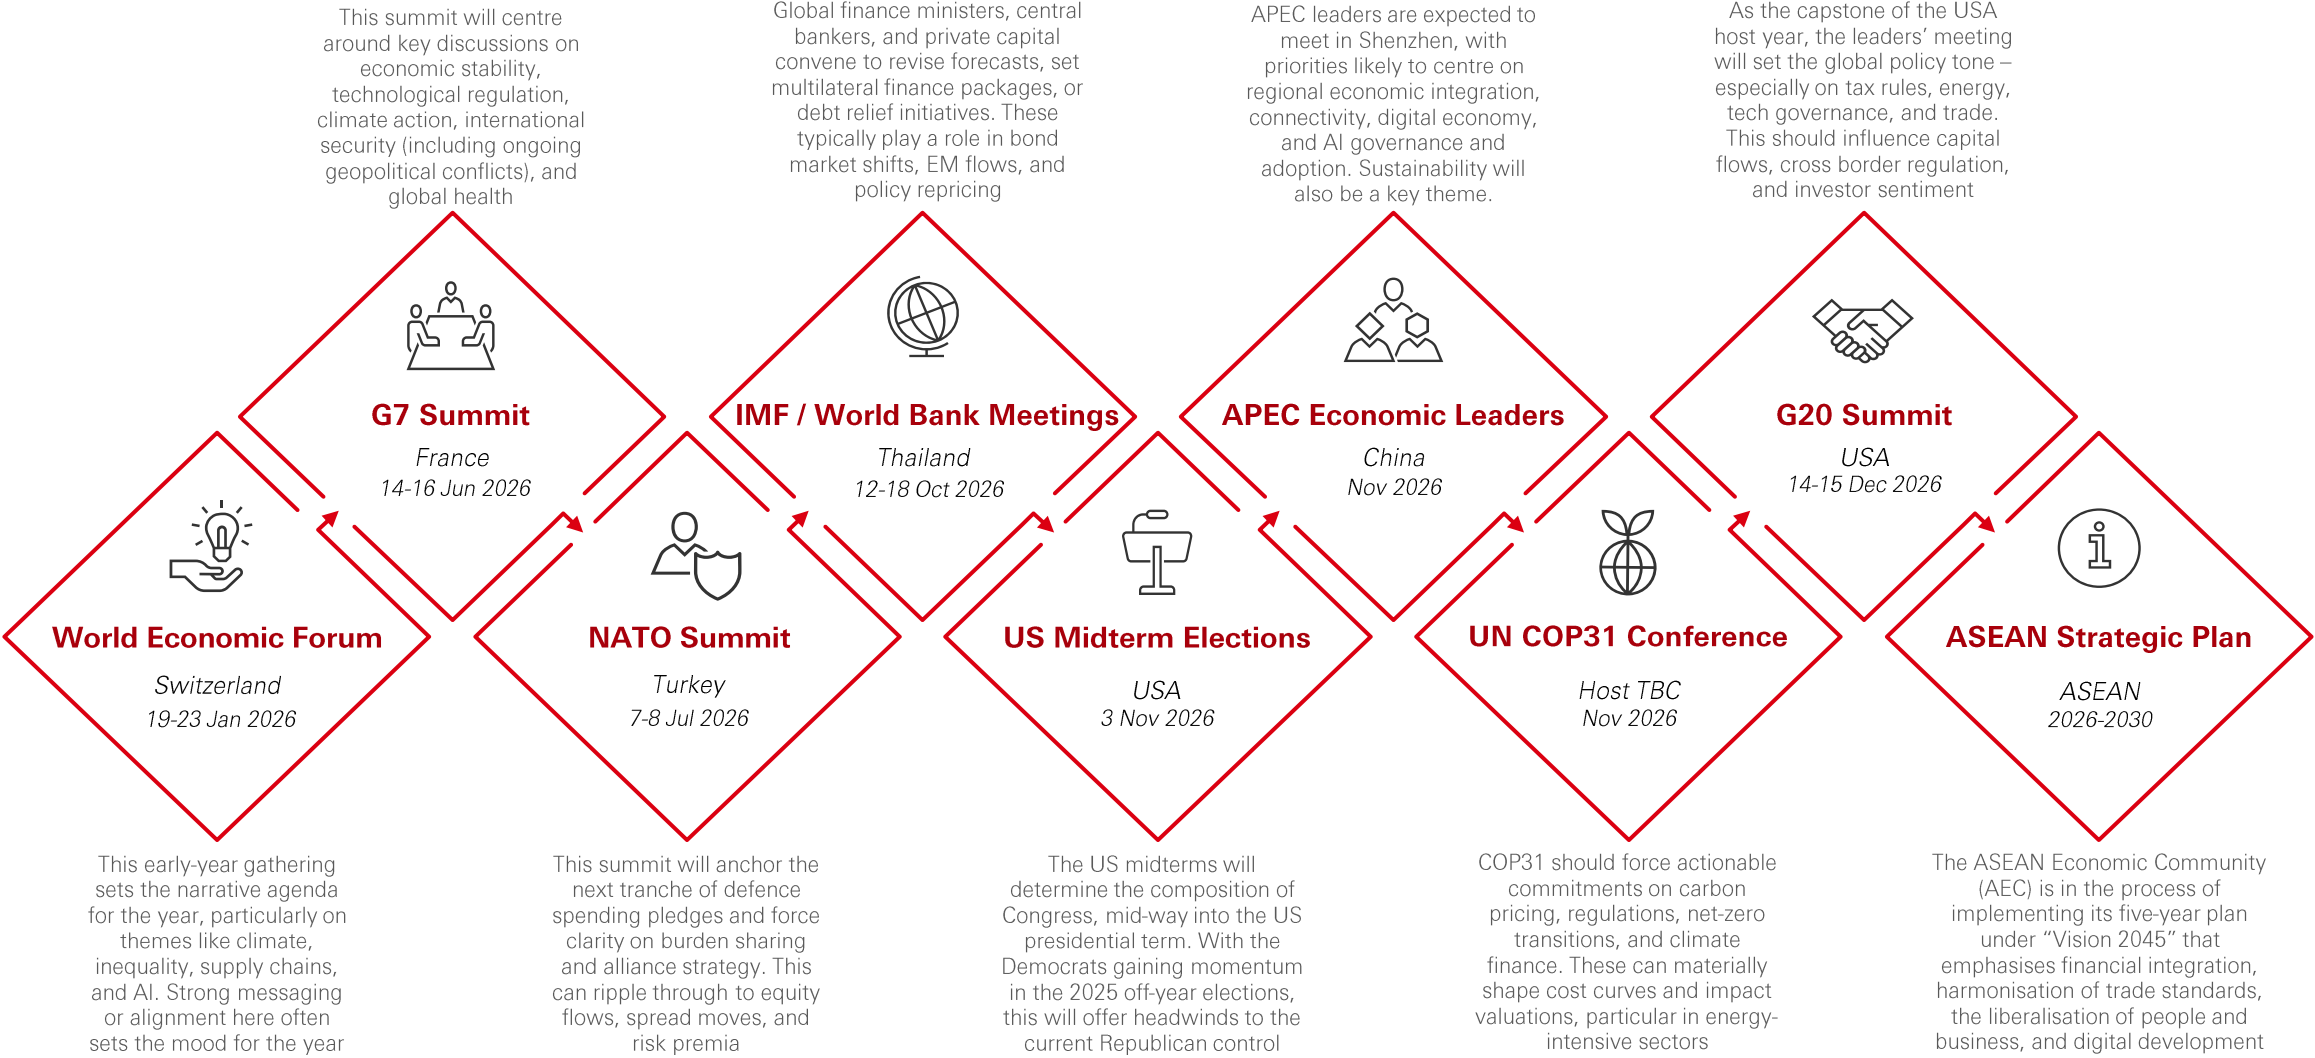 This summit will centre
around key discussions on
economic stability,
technological regulation,
climate action, international
security (including ongoing
geopolitical conflicts), and
global health
Global finance ministers, central
bankers, and private capital
convene to revise forecasts, set
multilateral finance packages, or
debt relief initiatives. These
typically play a role in bond
market shifts, EM flows, and
policy repricing
APEC leaders are expected to
meet in Shenzhen, with
priorities likely to centre on
regional economic integration,
connectivity, digital economy,
and AI governance and
adoption. Sustainability will
also be a key theme.
As the capstone of the USA
host year, the leaders’ meeting
will set the global policy tone –
especially on tax rules, energy,
tech governance, and trade.
This should influence capital
flows, cross border regulation,
and investor sentiment
G7 Summit
France
14-16 Jun 2026
IMF / World Bank Meetings
Thailand
12-18 Oct 2026
APEC Economic Leaders
China
Nov 2026
G20 Summit
USA
14-15 Dec 2026
World Economic Forum
Switzerland
19-23 Jan 2026
NATO Summit
Turkey
7-8 Jul 2026
US Midterm Elections
USA
3 Nov 2026
UN COP31 Conference
Host TBC
Nov 2026
ASEAN Strategic Plan
ASEAN
2026-2030
This early-year gathering
sets the narrative agenda
for the year, particularly on
themes like climate,
inequality, supply chains,
and AI. Strong messaging
or alignment here often
sets the mood for the year
This summit will anchor the
next tranche of defence
spending pledges and force
clarity on burden sharing
and alliance strategy. This
can ripple through to equity
flows, spread moves, and
risk premia
The US midterms will
determine the composition of
Congress, mid-way into the US
presidential term. With the
Democrats gaining momentum
in the 2025 off-year elections,
this will offer headwinds to the
current Republican control
COP31 should force actionable
commitments on carbon
pricing, regulations, net-zero
transitions, and climate
finance. These can materially
shape cost curves and impact
valuations, particular in energy-
intensive sectors
The ASEAN Economic Community
(AEC) is in the process of
implementing its five-year plan
under “Vision 2045” that
emphasises financial integration,
harmonisation of trade standards,
the liberalisation of people and
business, and digital development